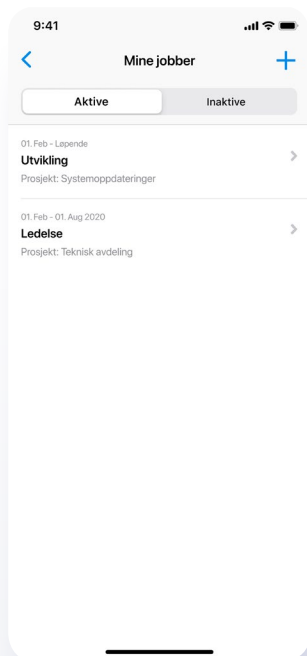 9:41
Mine jobber
Aktive Inaktive
01. Feb - Løpende
Utvikling
Prosjekt: Systemoppdateringer
01. Feb - 01. Aug 2020
Ledelse
Prosjekt: Teknisk avdeling